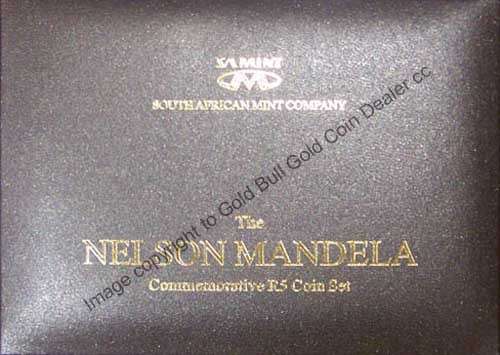 SA MINT
SOUTH AFRICAN MINT COMPANY
The
NELSON MANDELA
Commemorative R5 Coin Set
Image copyright to Gold Bull Gold Coin Dealer cc